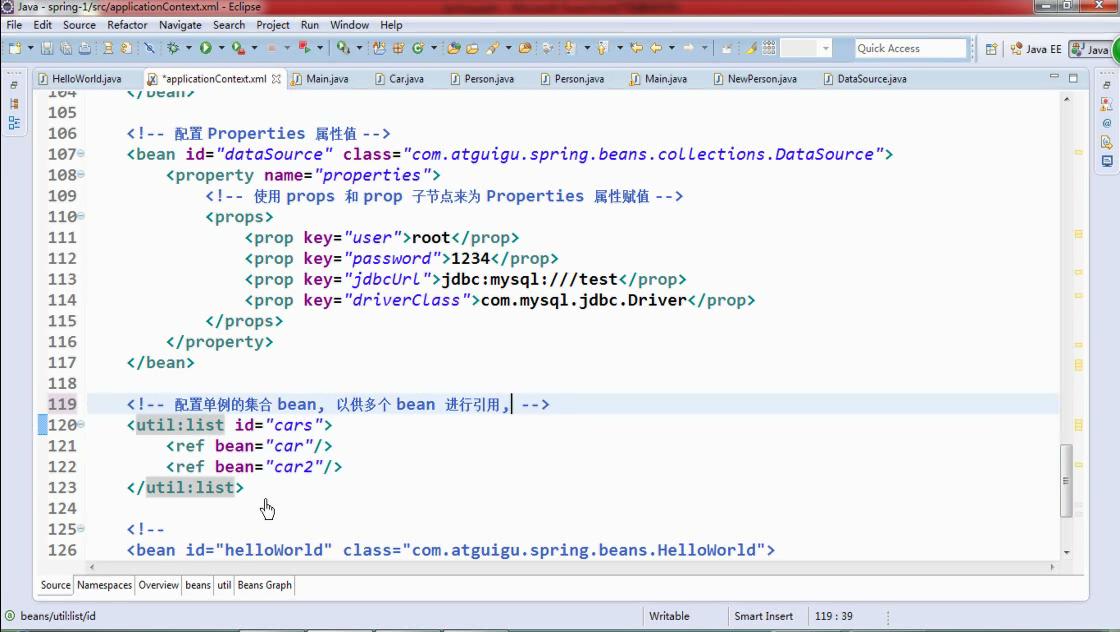 Java - spring-1/src/applicationContext.xml - Eclipse
File Edit Source Refactor Navigate Search Project Run Window Help
Quick Access Java EE Java
HelloWorld.java *applicationContext.xml Main.java Car.java Person.java Person.java Main.java NewPerson.java DataSource.java
104 </bean>
105
106 <!-- 配置 Properties 属性值 -->
107 <bean id="dataSource" class="com.atguigu.spring.beans.collections.DataSource">
108 <property name="properties">
109 <!-- 使用 props 和 prop 子节点来为 Properties 属性赋值 -->
110 <props>
111 <prop key="user">root</prop>
112 <prop key="password">1234</prop>
113 <prop key="jdbcUrl">jdbc:mysql:///test</prop>
114 <prop key="driverClass">com.mysql.jdbc.Driver</prop>
115 </props>
116 </property>
117 </bean>
118
119 <!-- 配置单例的集合 bean, 以供多个 bean 进行引用, -->
120 <util:list id="cars">
121 <ref bean="car"/>
122 <ref bean="car2"/>
123 </util:list>
124
125 <!--
126 <bean id="helloWorld" class="com.atguigu.spring.beans.HelloWorld">
Source Namespaces Overview beans util Beans Graph
beans/util:list/id Writable Smart Insert 119 : 39